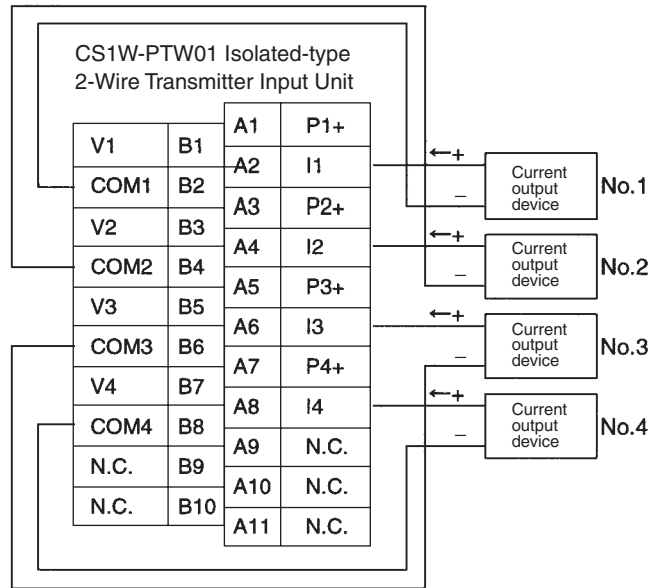 CS1W-PTW01 Isolated-type
2-Wire Transmitter Input Unit
V1 B1
COM1 B2
V2 B3
COM2 B4
V3 B5
COM3 B6
V4 B7
COM4 B8
N.C. B9
N.C. B10
A1 P1+
A2 I1
A3 P2+
A4 I2
A5 P3+
A6 I3
A7 P4+
A8 I4
A9 N.C.
A10 N.C.
A11 N.C.
←+
−
Current
output
device
No.1
←+
−
Current
output
device
No.2
←+
−
Current
output
device
No.3
←+
−
Current
output
device
No.4